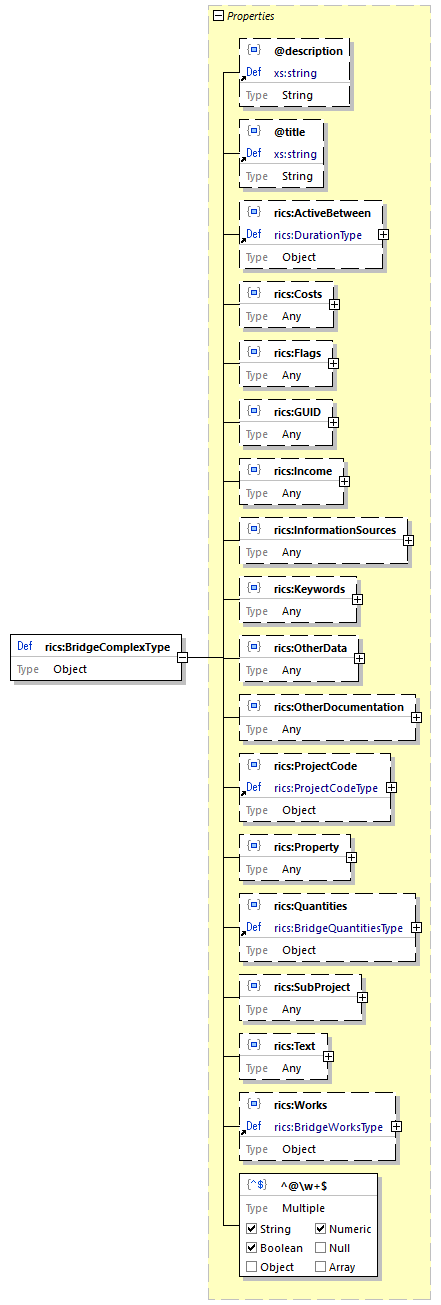 Properties
@description
Def xs:string
Type String
@title
Def xs:string
Type String
rics:ActiveBetween
Def rics:DurationType
Type Object
rics:Costs
Type Any
rics:Flags
Type Any
rics:GUID
Type Any
rics:Income
Type Any
rics:InformationSources
Type Any
rics:Keywords
Type Any
Def rics:BridgeComplexType
Type Object
rics:OtherData
Type Any
rics:OtherDocumentation
Type Any
rics:ProjectCode
Def rics:ProjectCodeType
Type Object
rics:Property
Type Any
rics:Quantities
Def rics:BridgeQuantitiesType
Type Object
rics:SubProject
Type Any
rics:Text
Type Any
rics:Works
Def rics:BridgeWorksType
Type Object
{^$} ^@\w+$
Type Multiple
String Numeric
Boolean Null
Object Array